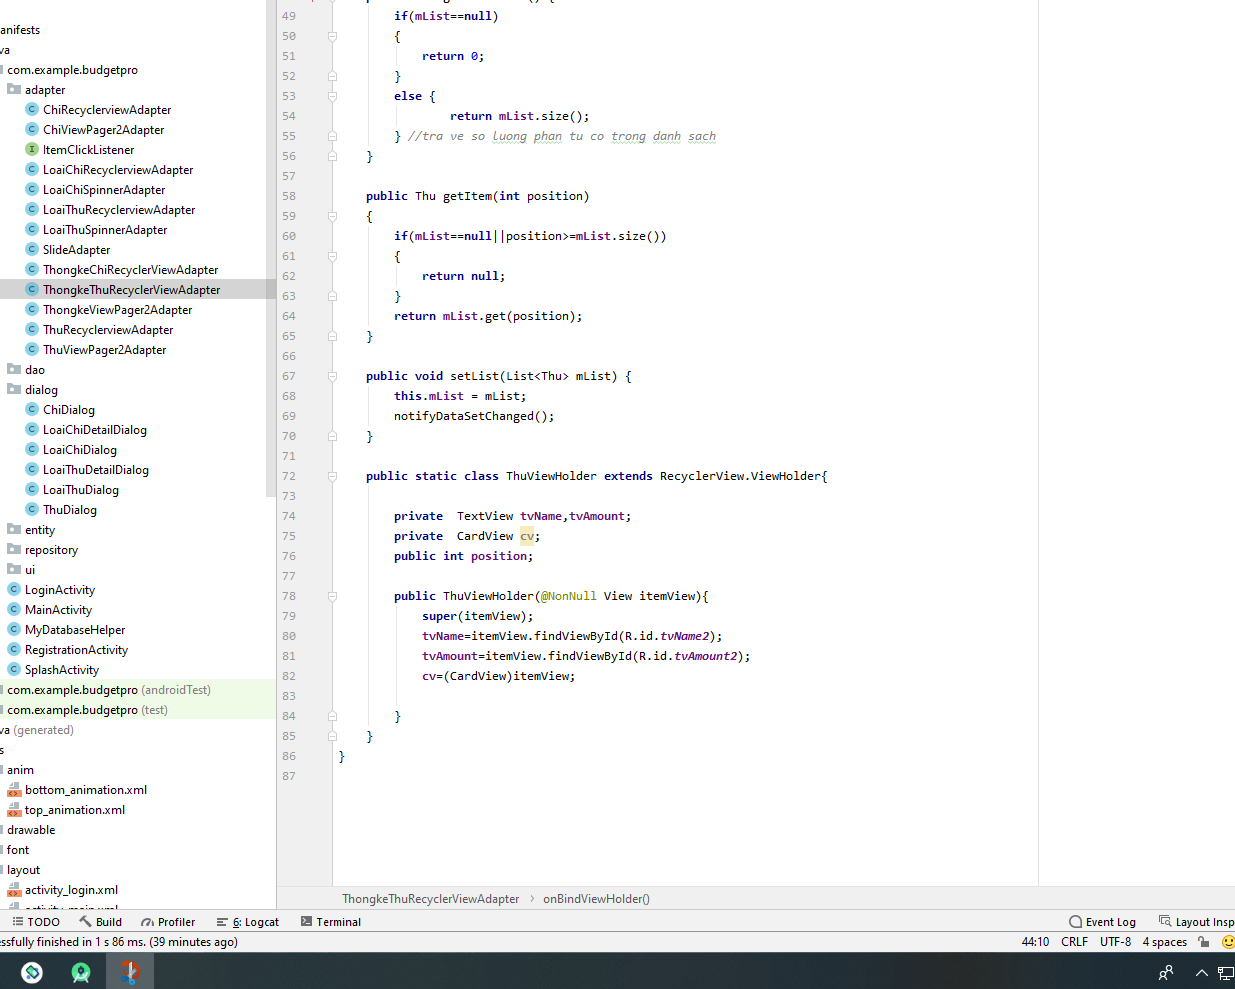 anifests
va
com.example.budgetpro
adapter
ChiRecyclerviewAdapter
ChiViewPager2Adapter
ItemClickListener
LoaiChiRecyclerviewAdapter
LoaiChiSpinnerAdapter
LoaiThuRecyclerviewAdapter
LoaiThuSpinnerAdapter
SlideAdapter
ThongkeChiRecyclerViewAdapter
ThongkeThuRecyclerViewAdapter
ThongkeViewPager2Adapter
ThuRecyclerviewAdapter
ThuViewPager2Adapter
dao
dialog
ChiDialog
LoaiChiDetailDialog
LoaiChiDialog
LoaiThuDetailDialog
LoaiThuDialog
ThuDialog
entity
repository
ui
LoginActivity
MainActivity
MyDatabaseHelper
RegistrationActivity
SplashActivity
com.example.budgetpro (androidTest)
com.example.budgetpro (test)
va (generated)
s
anim
bottom_animation.xml
top_animation.xml
drawable
font
layout
activity_login.xml
49 if(mList==null)
50 {
51 return 0;
52 }
53 else {
54 return mList.size();
55 } //tra ve so luong phan tu co trong danh sach
56 }
57
58 public Thu getItem(int position)
59 {
60 if(mList==null||position>=mList.size())
61 {
62 return null;
63 }
64 return mList.get(position);
65 }
66
67 public void setList(List<Thu> mList) {
68 this.mList = mList;
69 notifyDataSetChanged();
70 }
71
72 public static class ThuViewHolder extends RecyclerView.ViewHolder{
73
74 private TextView tvName,tvAmount;
75 private CardView cv;
76 public int position;
77
78 public ThuViewHolder(@NonNull View itemView){
79 super(itemView);
80 tvName=itemView.findViewById(R.id.tvName2);
81 tvAmount=itemView.findViewById(R.id.tvAmount2);
82 cv=(CardView)itemView;
83
84 }
85 }
86 }
87
ThongkeThuRecyclerViewAdapter › onBindViewHolder()
TODO Build Profiler 6: Logcat Terminal Event Log Layout Insp
essfully finished in 1 s 86 ms. (39 minutes ago) 44:10 CRLF UTF-8 4 spaces